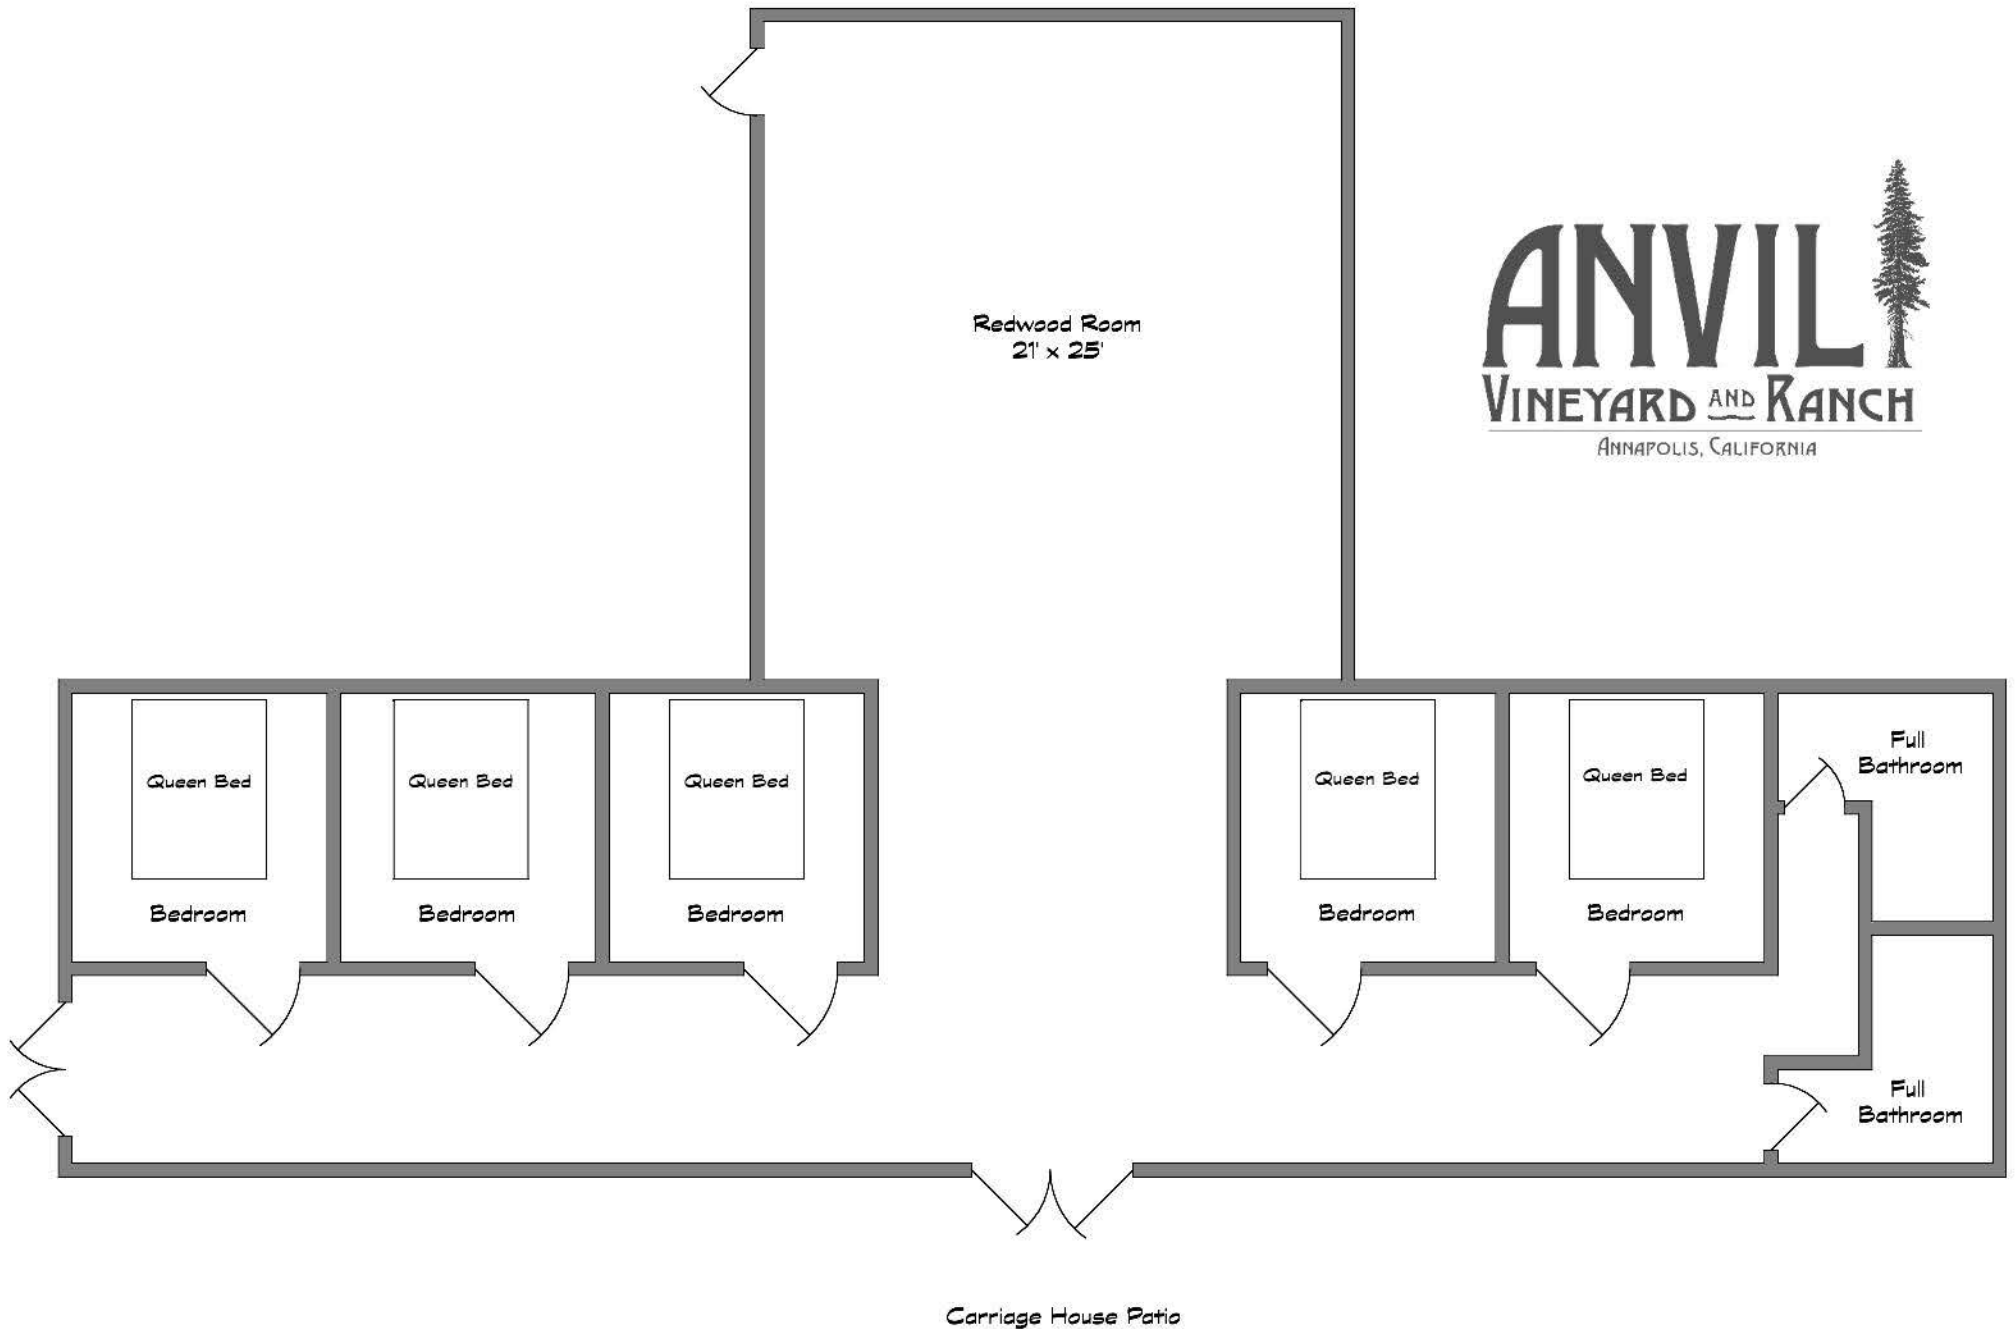 Redwood Room
21' x 25'
ANVIL
VINEYARD AND RANCH
ANNAPOLIS, CALIFORNIA
Queen Bed
Queen Bed
Queen Bed
Queen Bed
Queen Bed
Full
Bathroom
Bedroom
Bedroom
Bedroom
Bedroom
Bedroom
Full
Bathroom
Carriage House Patio